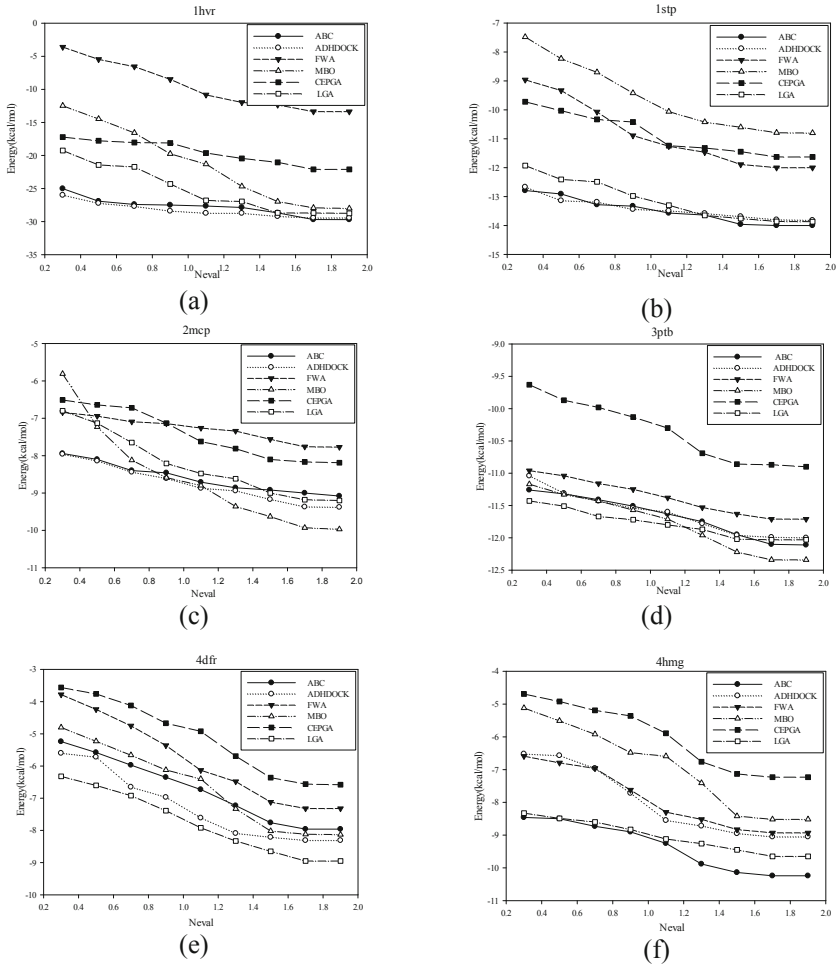 1hvr
0
-5
-10
-15
-20
-25
-30
-35
Energy(kcal/mol)
0.2 0.4 0.6 0.8 1.0 1.2 1.4 1.6 1.8 2.0
Neval
ABC
ADHDOCK
FWA
MBO
CEPGA
LGA
(a)
1stp
-7
-8
-9
-10
-11
-12
-13
-14
Energy(kcal/mol)
0.2 0.4 0.6 0.8 1.0 1.2 1.4 1.6 1.8 2.0
Neval
ABC
ADHDOCK
FWA
MBO
CEPGA
LGA
(b)
2mcp
-5
-6
-7
-8
-9
-10
-11
Energy(kcal/mol)
0.2 0.4 0.6 0.8 1.0 1.2 1.4 1.6 1.8 2.0
Neval
ABC
ADHDOCK
FWA
MBO
CEPGA
LGA
(c)
3ptb
-9.0
-9.5
-10.0
-10.5
-11.0
-11.5
-12.0
-12.5
Energy(kcal/mol)
0.2 0.4 0.6 0.8 1.0 1.2 1.4 1.6 1.8 2.0
Neval
ABC
ADHDOCK
FWA
MBO
CEPGA
LGA
(d)
4dfr
-3
-4
-5
-6
-7
-8
-9
-10
Energy(kcal/mol)
0.2 0.4 0.6 0.8 1.0 1.2 1.4 1.6 1.8 2.0
Neval
ABC
ADHDOCK
FWA
MBO
CEPGA
LGA
(e)
4hmg
-4
-5
-6
-7
-8
-9
-10
-11
Energy(kcal/mol)
0.2 0.4 0.6 0.8 1.0 1.2 1.4 1.6 1.8 2.0
Neval
ABC
ADHDOCK
FWA
MBO
CEPGA
LGA
(f)